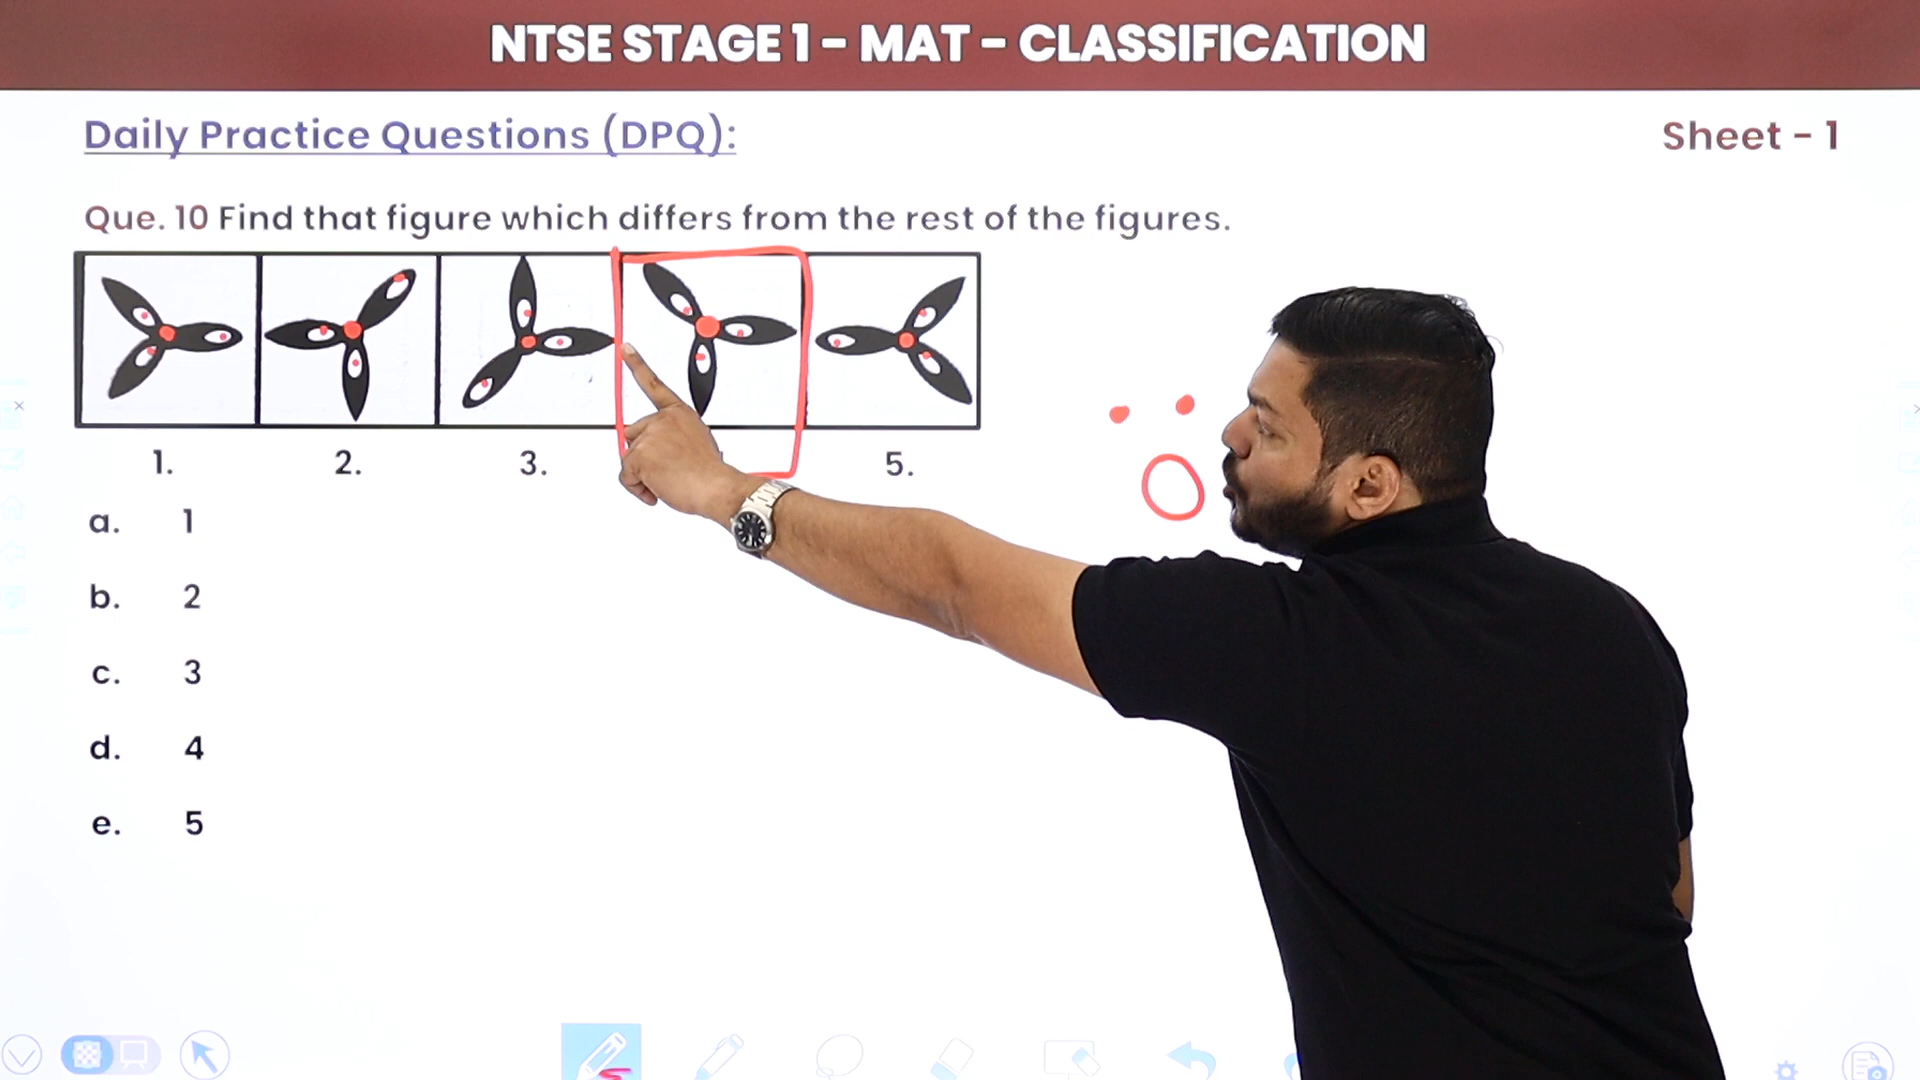 NTSE STAGE 1 - MAT - CLASSIFICATION
Daily Practice Questions (DPQ):
Sheet - 1
Que. 10 Find that figure which differs from the rest of the figures.
1. 2. 3. 5.
a. 1
b. 2
c. 3
d. 4
e. 5